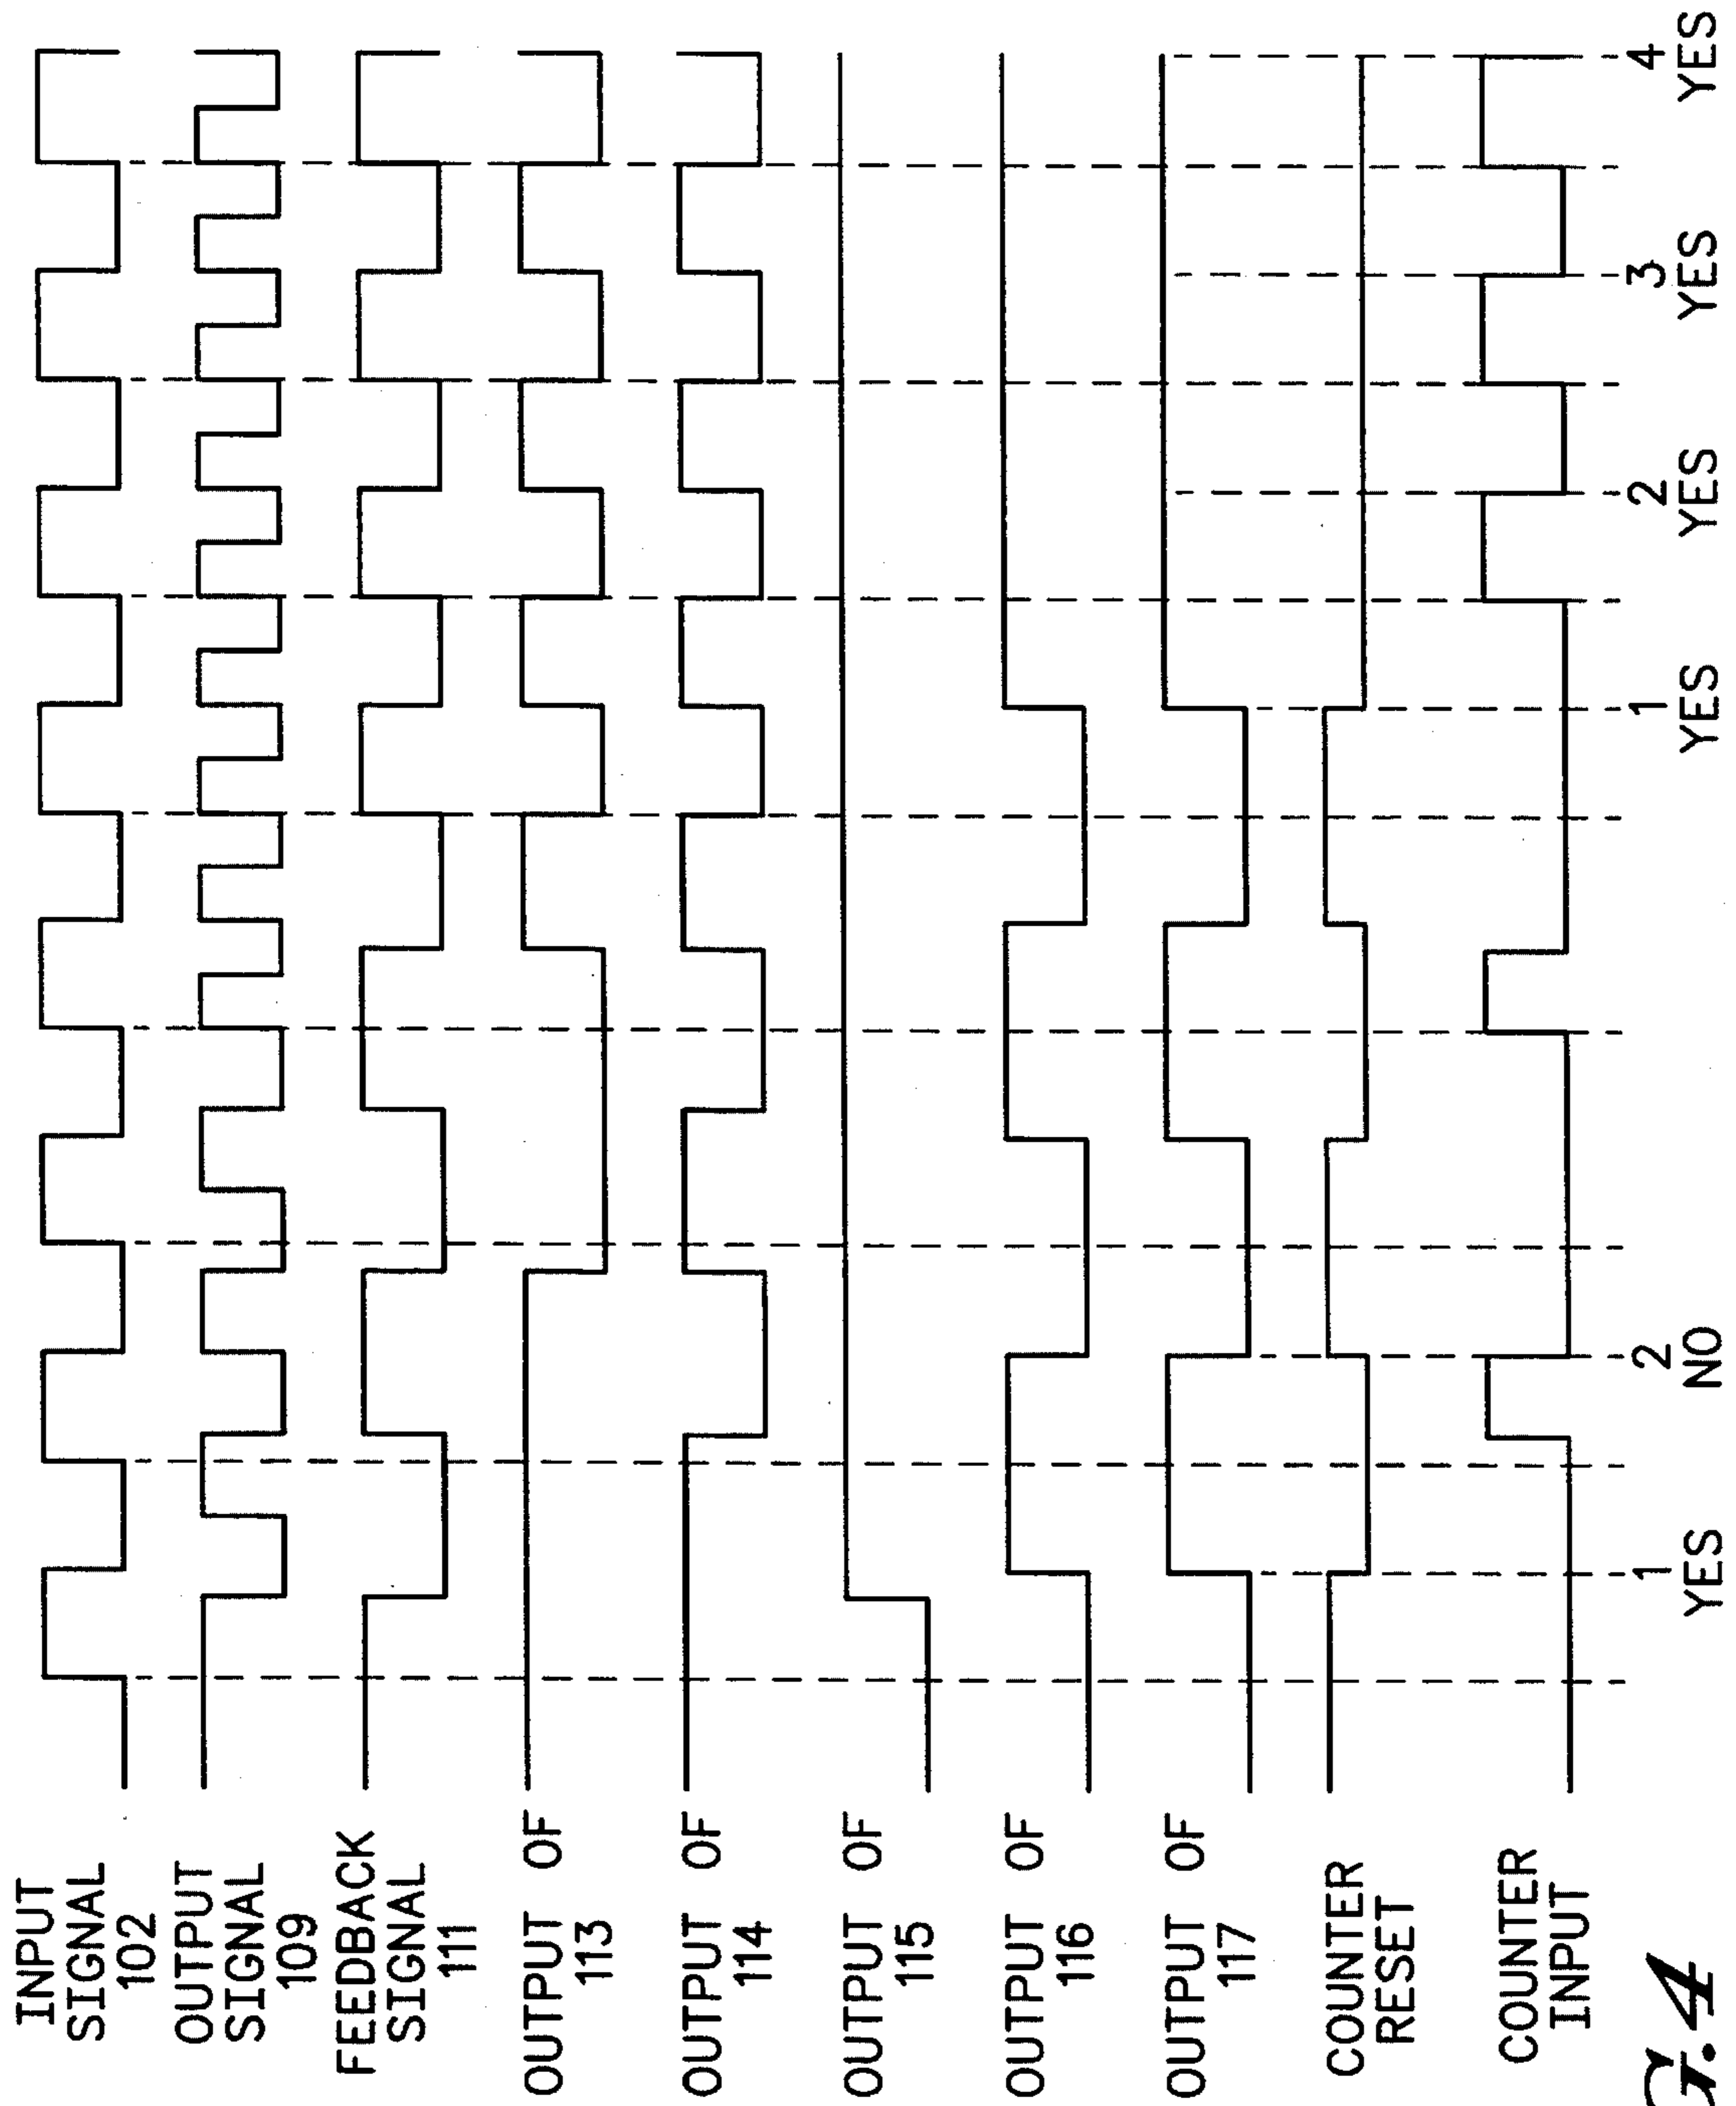 INPUT
SIGNAL
102
OUTPUT
SIGNAL
109
FEEDBACK
SIGNAL
111
OUTPUT OF
113
OUTPUT OF
114
OUTPUT OF
115
OUTPUT OF
116
OUTPUT OF
117
COUNTER
RESET
COUNTER
INPUT
1 2 1 2 3 4
YES NO YES YES YES YES
G.4